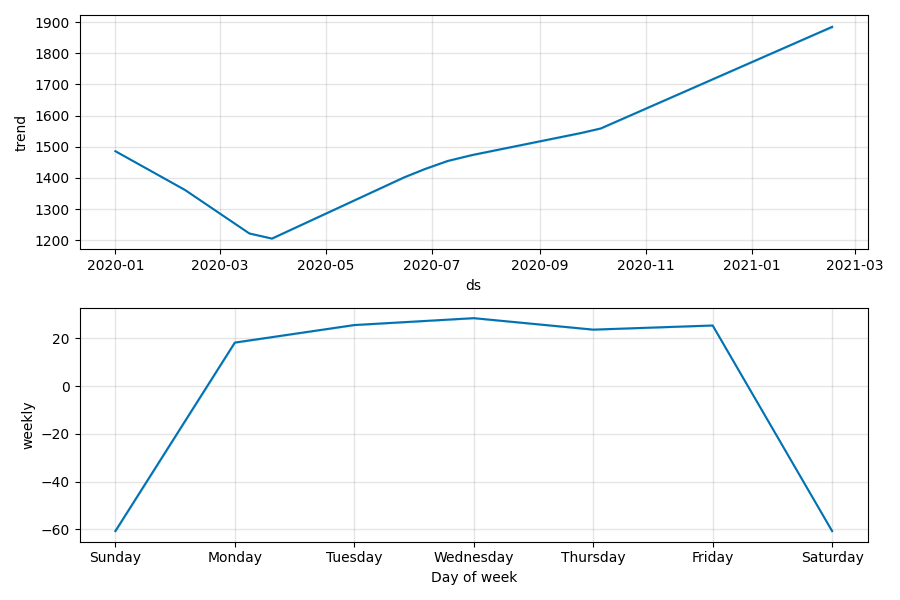 1900
1800
1700
1600
1500
1400
1300
1200
trend
2020-01 2020-03 2020-05 2020-07 2020-09 2020-11 2021-01 2021-03
ds
20
0
−20
−40
−60
weekly
Sunday Monday Tuesday Wednesday Thursday Friday Saturday
Day of week